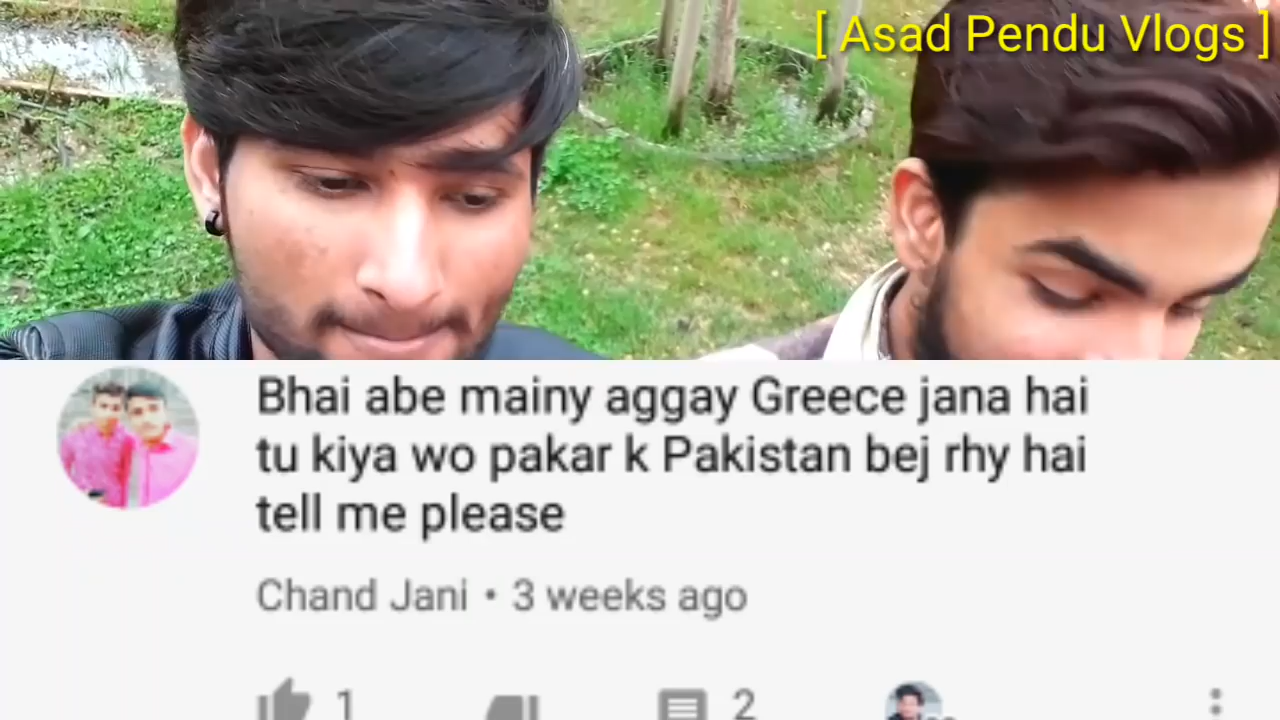 [ Asad Pendu Vlogs ]
Bhai abe mainy aggay Greece jana hai
tu kiya wo pakar k Pakistan bej rhy hai
tell me please
Chand Jani • 3 weeks ago
1
2